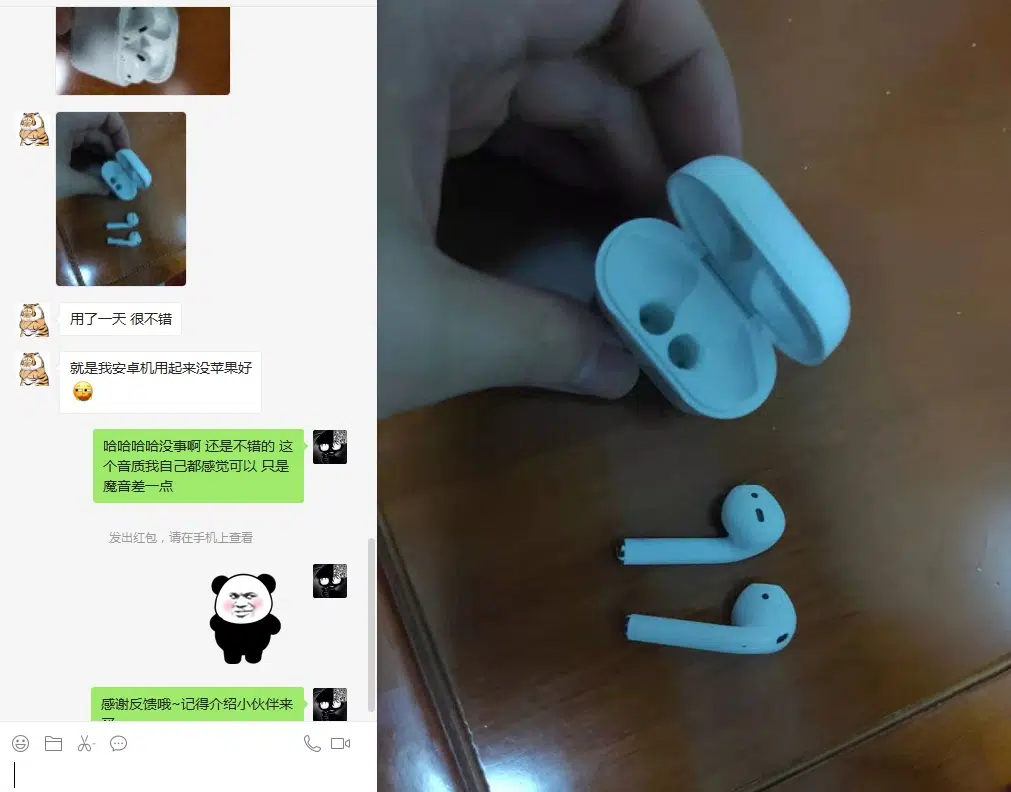 用了一天 很不错
就是我安卓机用起来没苹果好
哈哈哈哈没事啊 还是不错的 这
个音质我自己都感觉可以 只是
魔音差一点
发出红包，请在手机上查看
感谢反馈哦~记得介绍小伙伴来